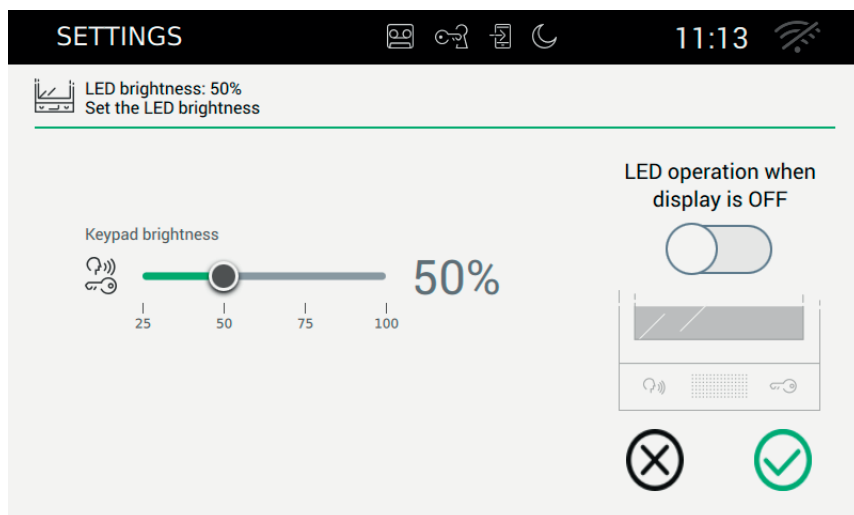 SETTINGS 11:13
LED brightness: 50%
Set the LED brightness
LED operation when
display is OFF
Keypad brightness
50%
25 50 75 100